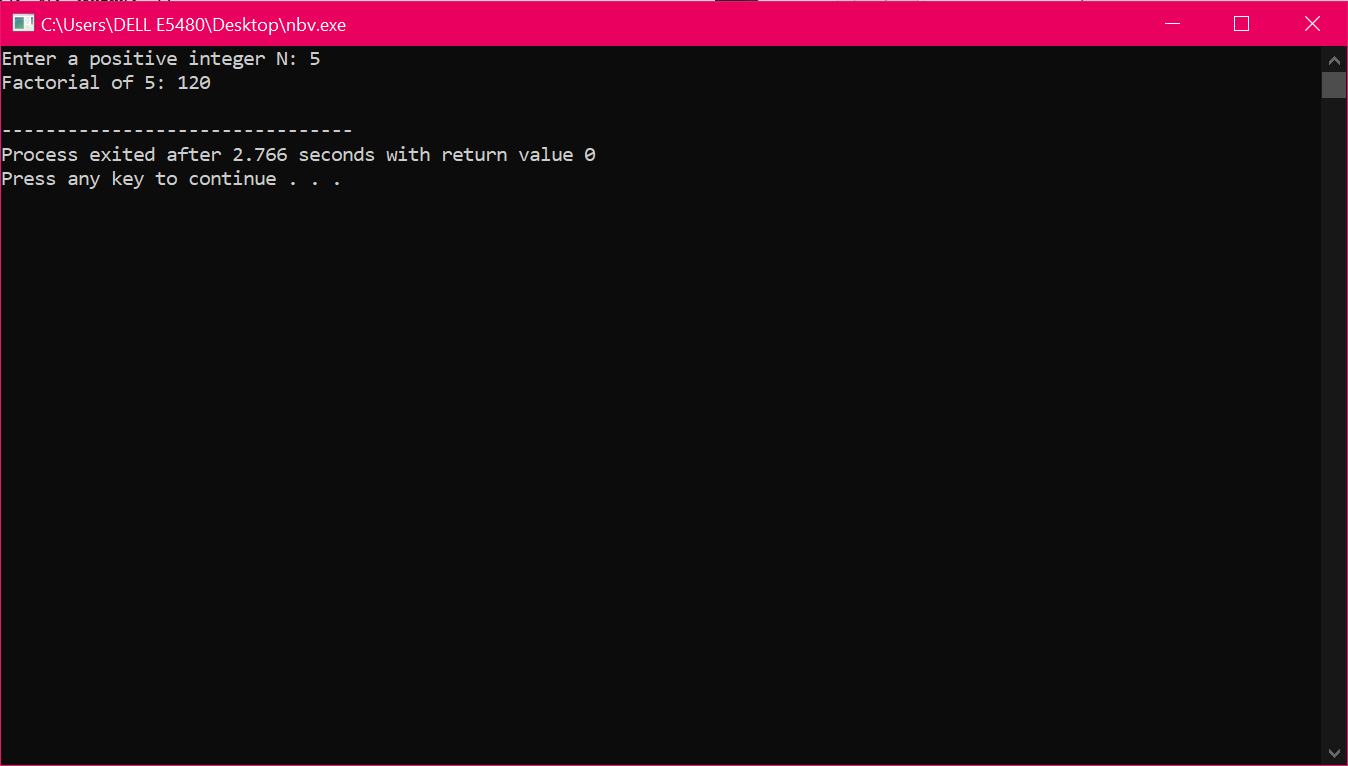 C:\Users\DELL E5480\Desktop\nbv.exe
Enter a positive integer N: 5
Factorial of 5: 120
--------------------------------
Process exited after 2.766 seconds with return value 0
Press any key to continue . . .